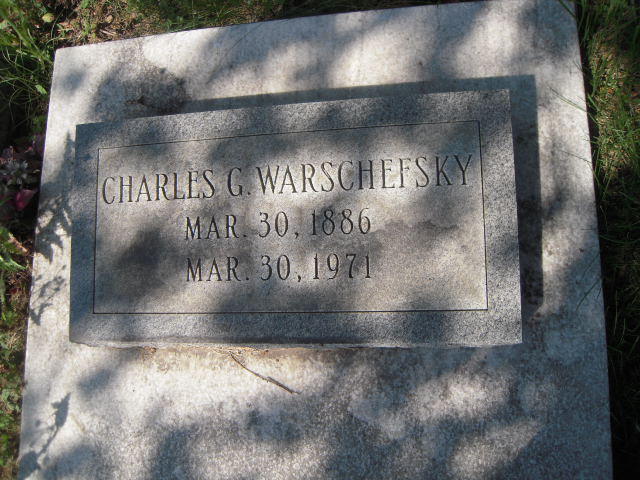 CHARLES G. WARSCHEFSKY
MAR. 30, 1886
MAR. 30, 1971